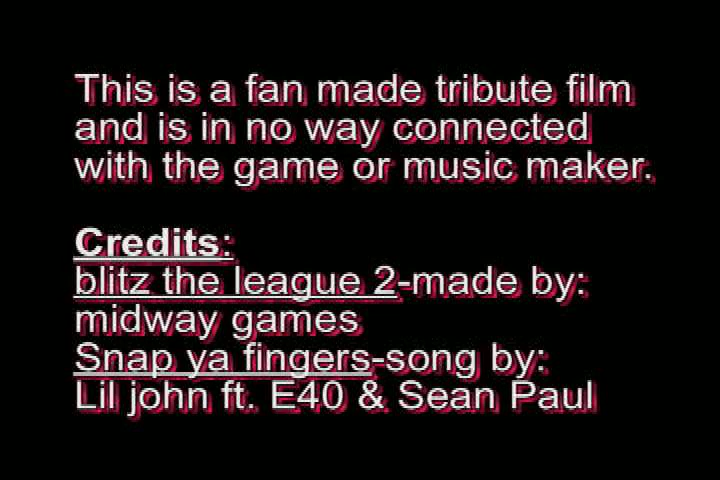 This is a fan made tribute film
and is in no way connected
with the game or music maker.
Credits:
blitz the league 2-made by:
midway games
Snap ya fingers-song by:
Lil john ft. E40 & Sean Paul